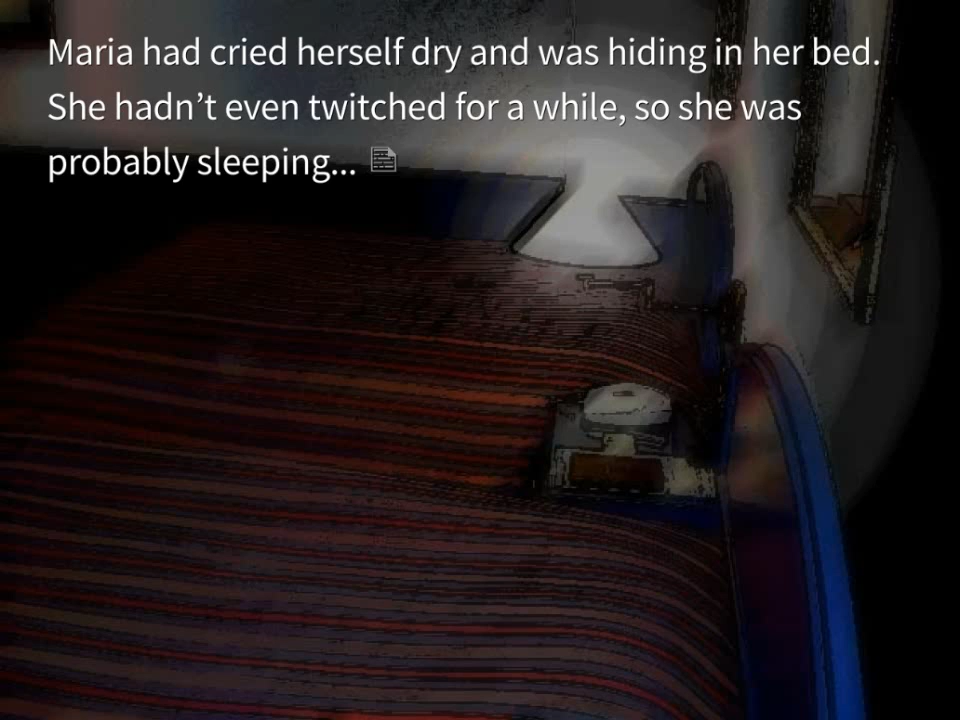 Maria had cried herself dry and was hiding in her bed.
She hadn’t even twitched for a while, so she was
probably sleeping...